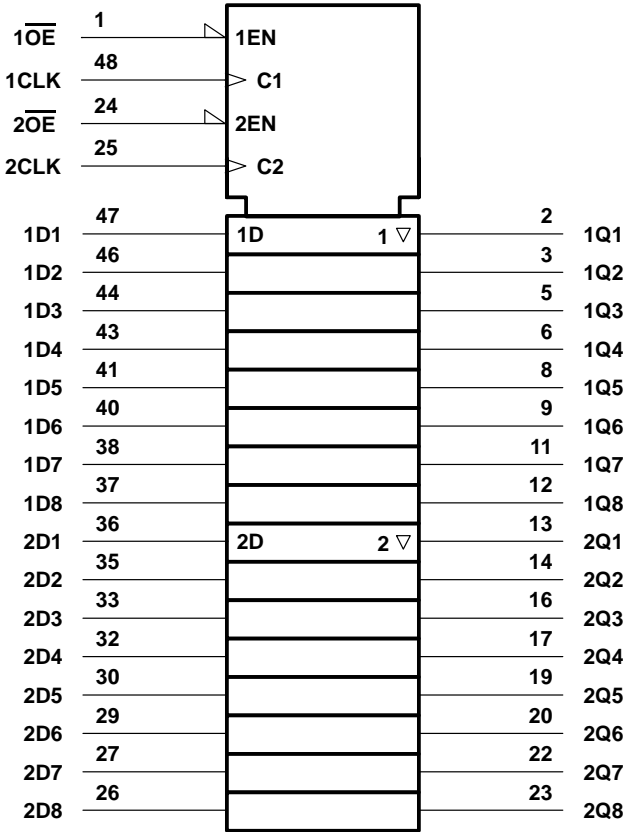 1 1O̅E̅ 1EN
48 1CLK C1
24 2O̅E̅ 2EN
25 2CLK C2
1D1 47 1D 1 ▽ 2 1Q1
1D2 46 3 1Q2
1D3 44 5 1Q3
1D4 43 6 1Q4
1D5 41 8 1Q5
1D6 40 9 1Q6
1D7 38 11 1Q7
1D8 37 12 1Q8
2D1 36 2D 2 ▽ 13 2Q1
2D2 35 14 2Q2
2D3 33 16 2Q3
2D4 32 17 2Q4
2D5 30 19 2Q5
2D6 29 20 2Q6
2D7 27 22 2Q7
2D8 26 23 2Q8